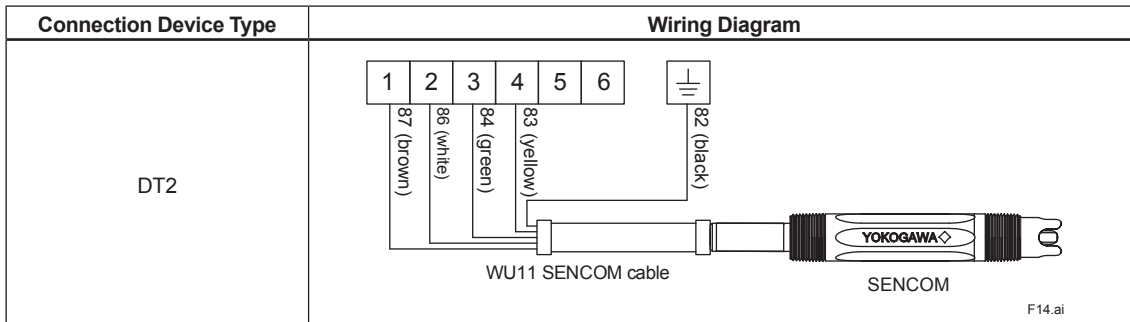 Connection Device Type Wiring Diagram
DT2
1 2 3 4 5 6
87 (brown)
86 (white)
84 (green)
83 (yellow)
82 (black)
YOKOGAWA
WU11 SENCOM cable
SENCOM
F14.ai